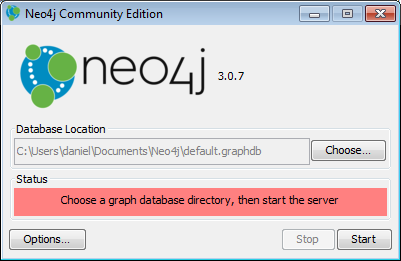 Neo4j Community Edition
neo4j 3.0.7
Database Location
C:\Users\daniel\Documents\Neo4j\default.graphdb
Choose...
Status
Choose a graph database directory, then start the server
Options...
Stop
Start